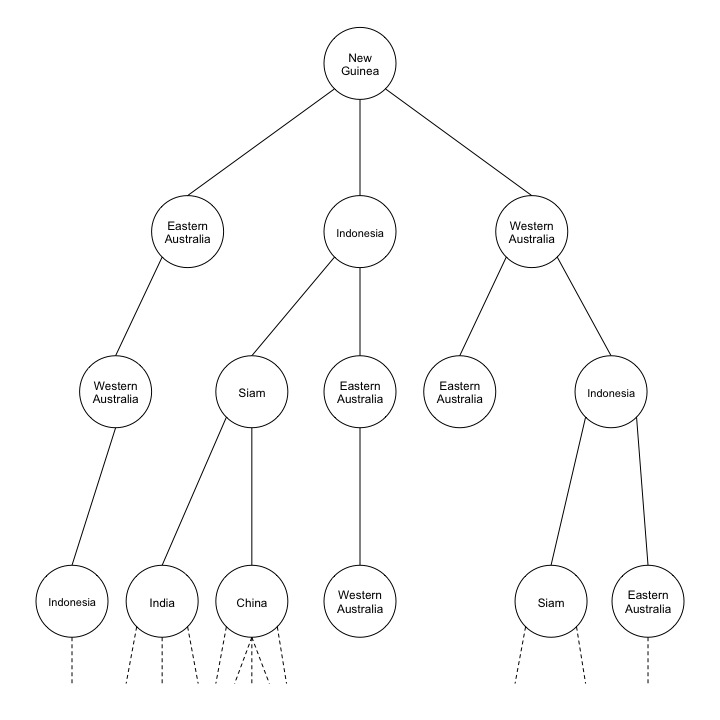 New
Guinea
Eastern
Australia
Indonesia
Western
Australia
Western
Australia
Siam
Eastern
Australia
Eastern
Australia
Indonesia
Indonesia
India
China
Western
Australia
Siam
Eastern
Australia